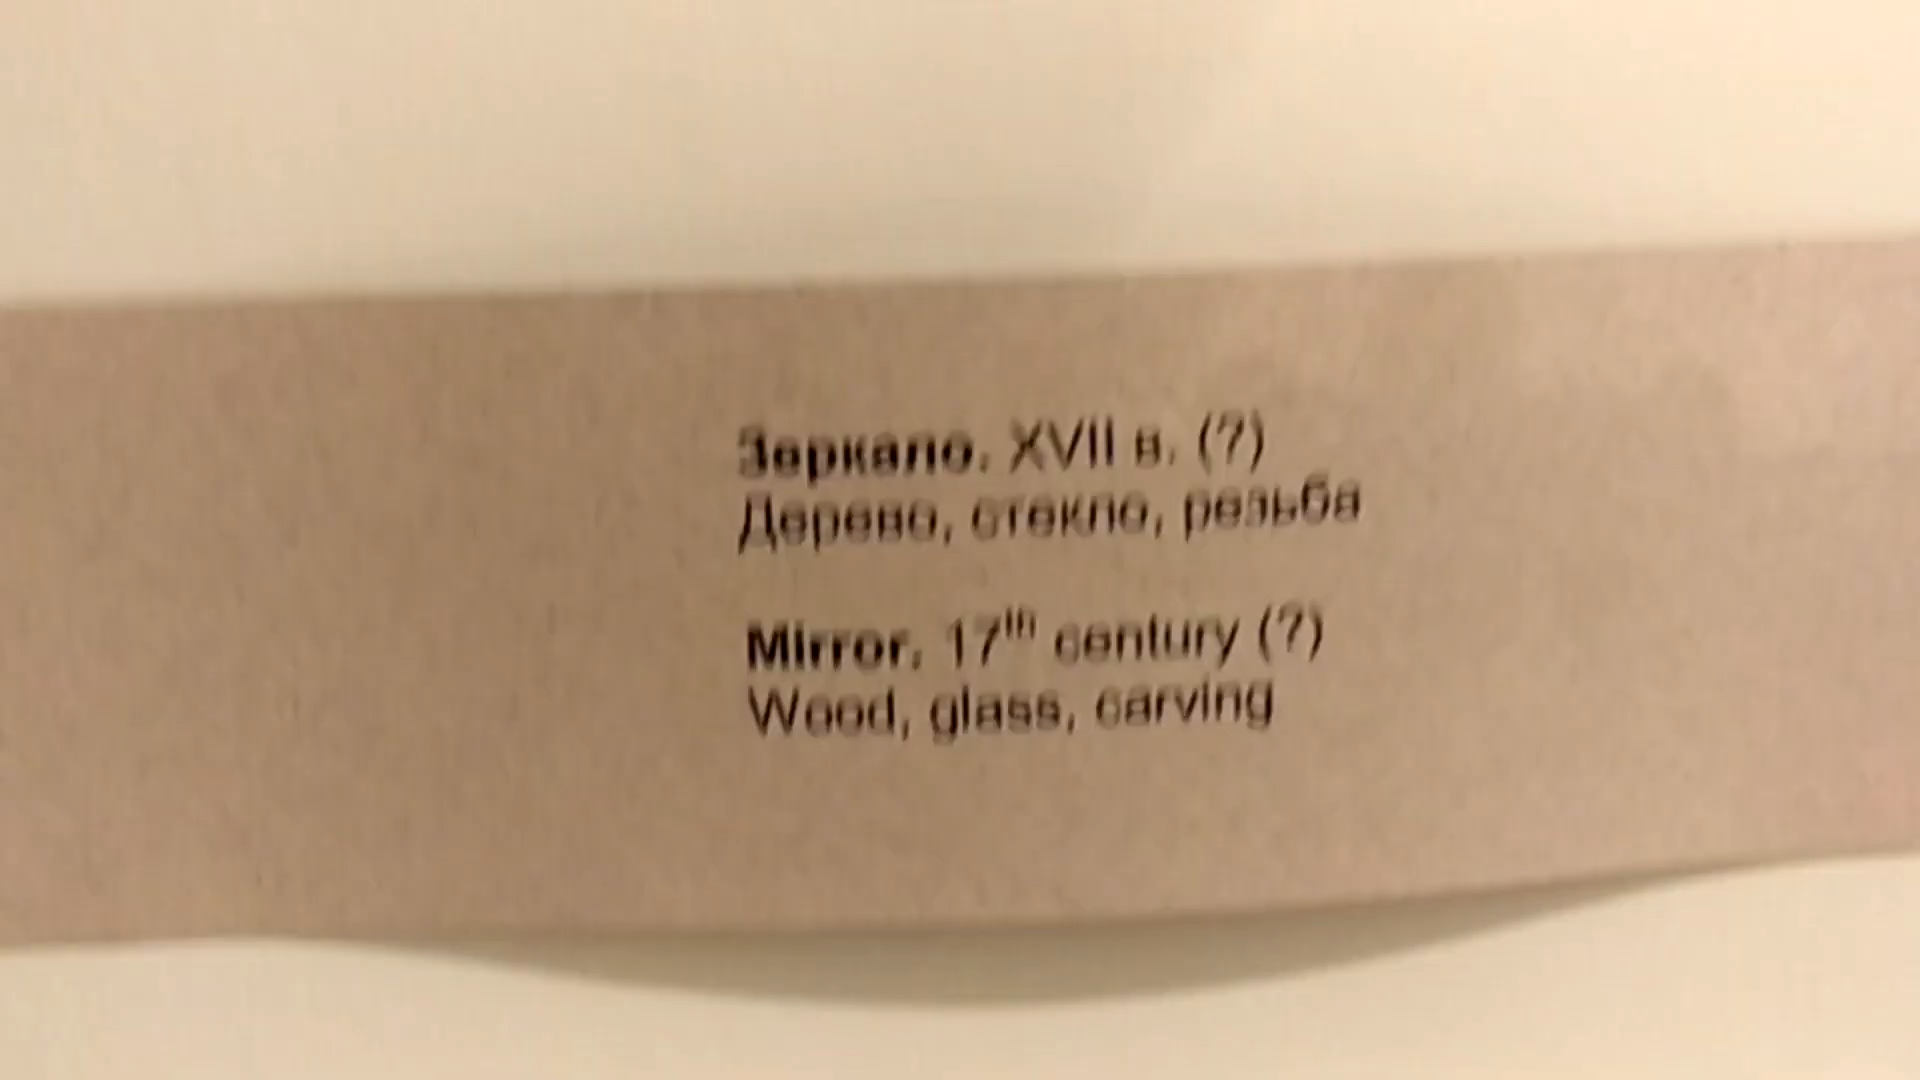 Зеркало. XVII в. (?)
Дерево, стекло, резьба
Mirror. 17th century (?)
Wood, glass, carving